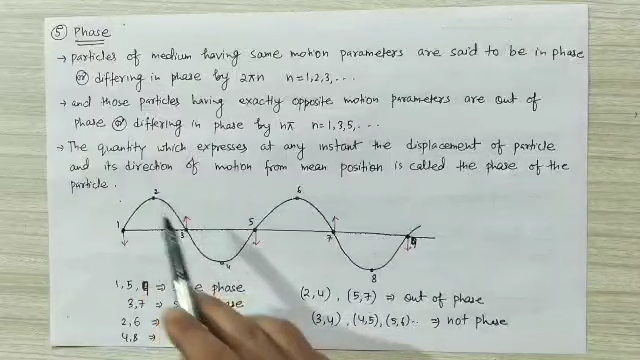 ⑤ Phase
→ particles of medium having same motion parameters are said to be in phase
or differing in phase by 2πn n=1,2,3,...
→ and those particles having exactly opposite motion parameters are out of
phase or differing in phase by nπ n=1,3,5,...
→ The quantity which expresses at any instant the displacement of particle
and its direction of motion from mean position is called the phase of the
particle.
1 2 3 4 5 6 7 8 9
1,5,9 ⇒ phase
3,7 ⇒ phase
2,6 ⇒
4,8 ⇒
(2,4), (5,7) ⇒ out of phase
(3,4), (4,5), (5,6)... ⇒ not phase